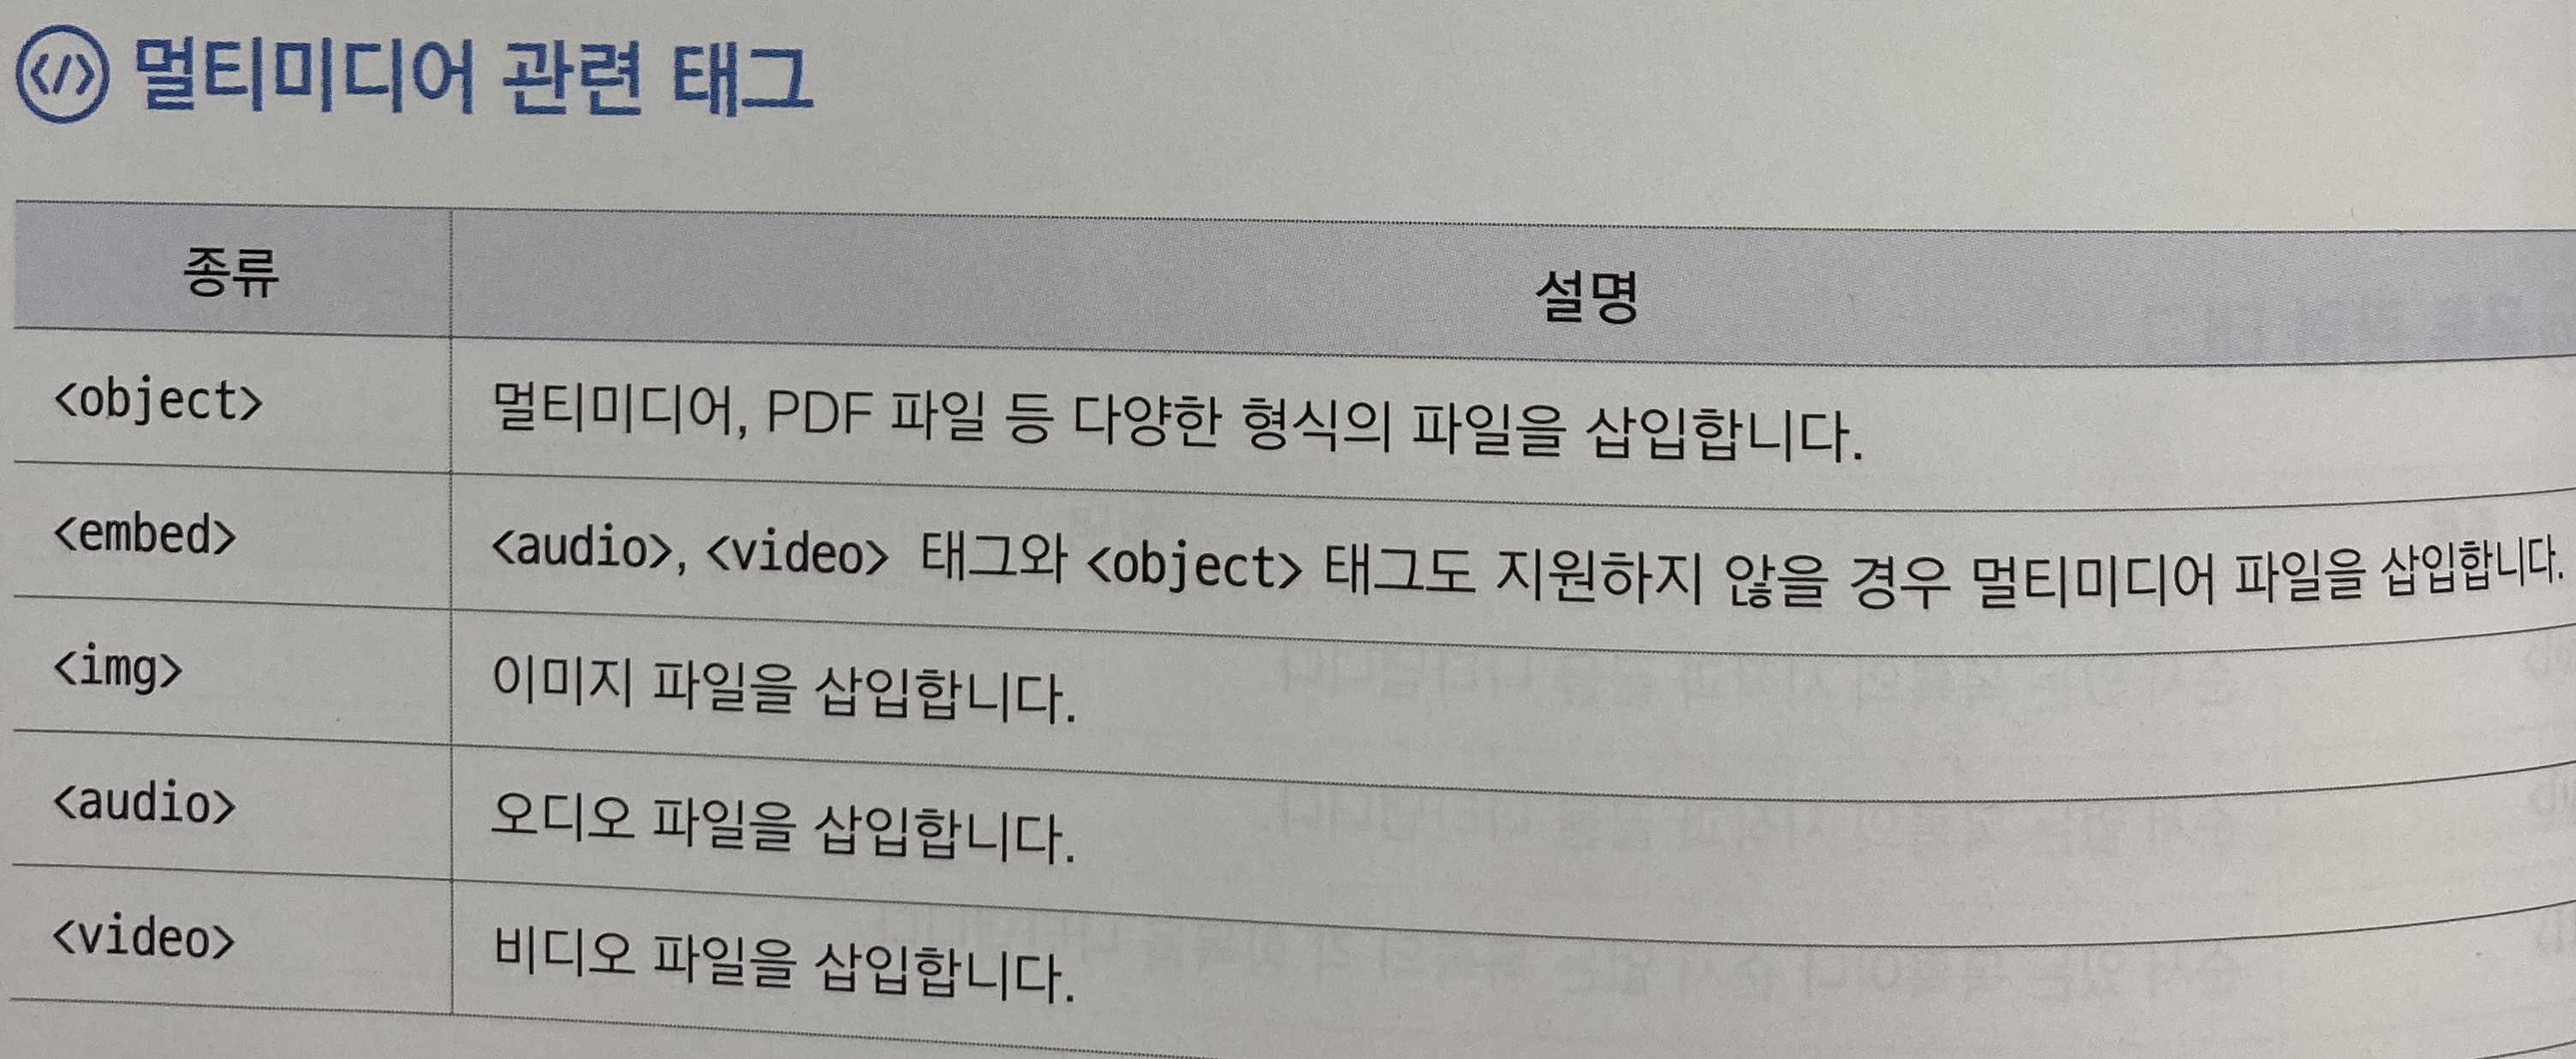 </> 멀티미디어 관련 태그
종류 설명
<object> 멀티미디어, PDF 파일 등 다양한 형식의 파일을 삽입합니다.
<embed> <audio>, <video> 태그와 <object> 태그도 지원하지 않을 경우 멀티미디어 파일을 삽입합니다.
<img> 이미지 파일을 삽입합니다.
<audio> 오디오 파일을 삽입합니다.
<video> 비디오 파일을 삽입합니다.